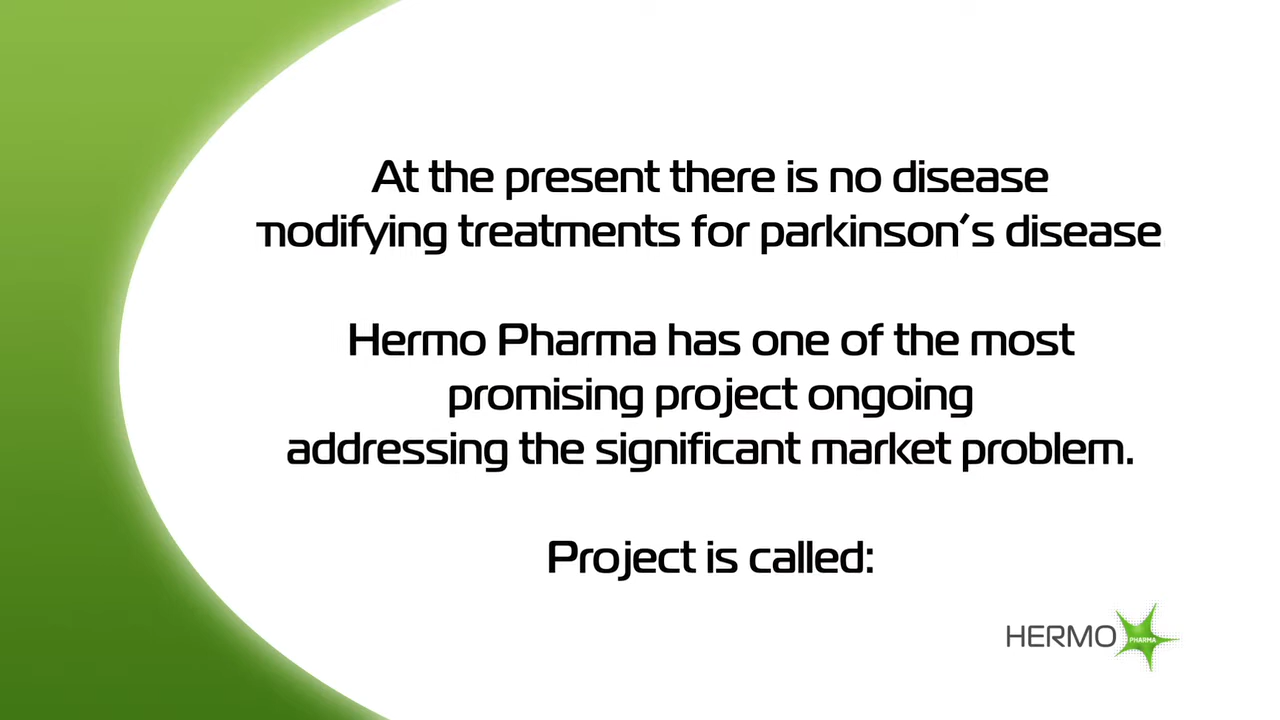 At the present there is no disease
modifying treatments for parkinson's disease
Hermo Pharma has one of the most
promising project ongoing
addressing the significant market problem.
Project is called:
HERMO
PHARMA